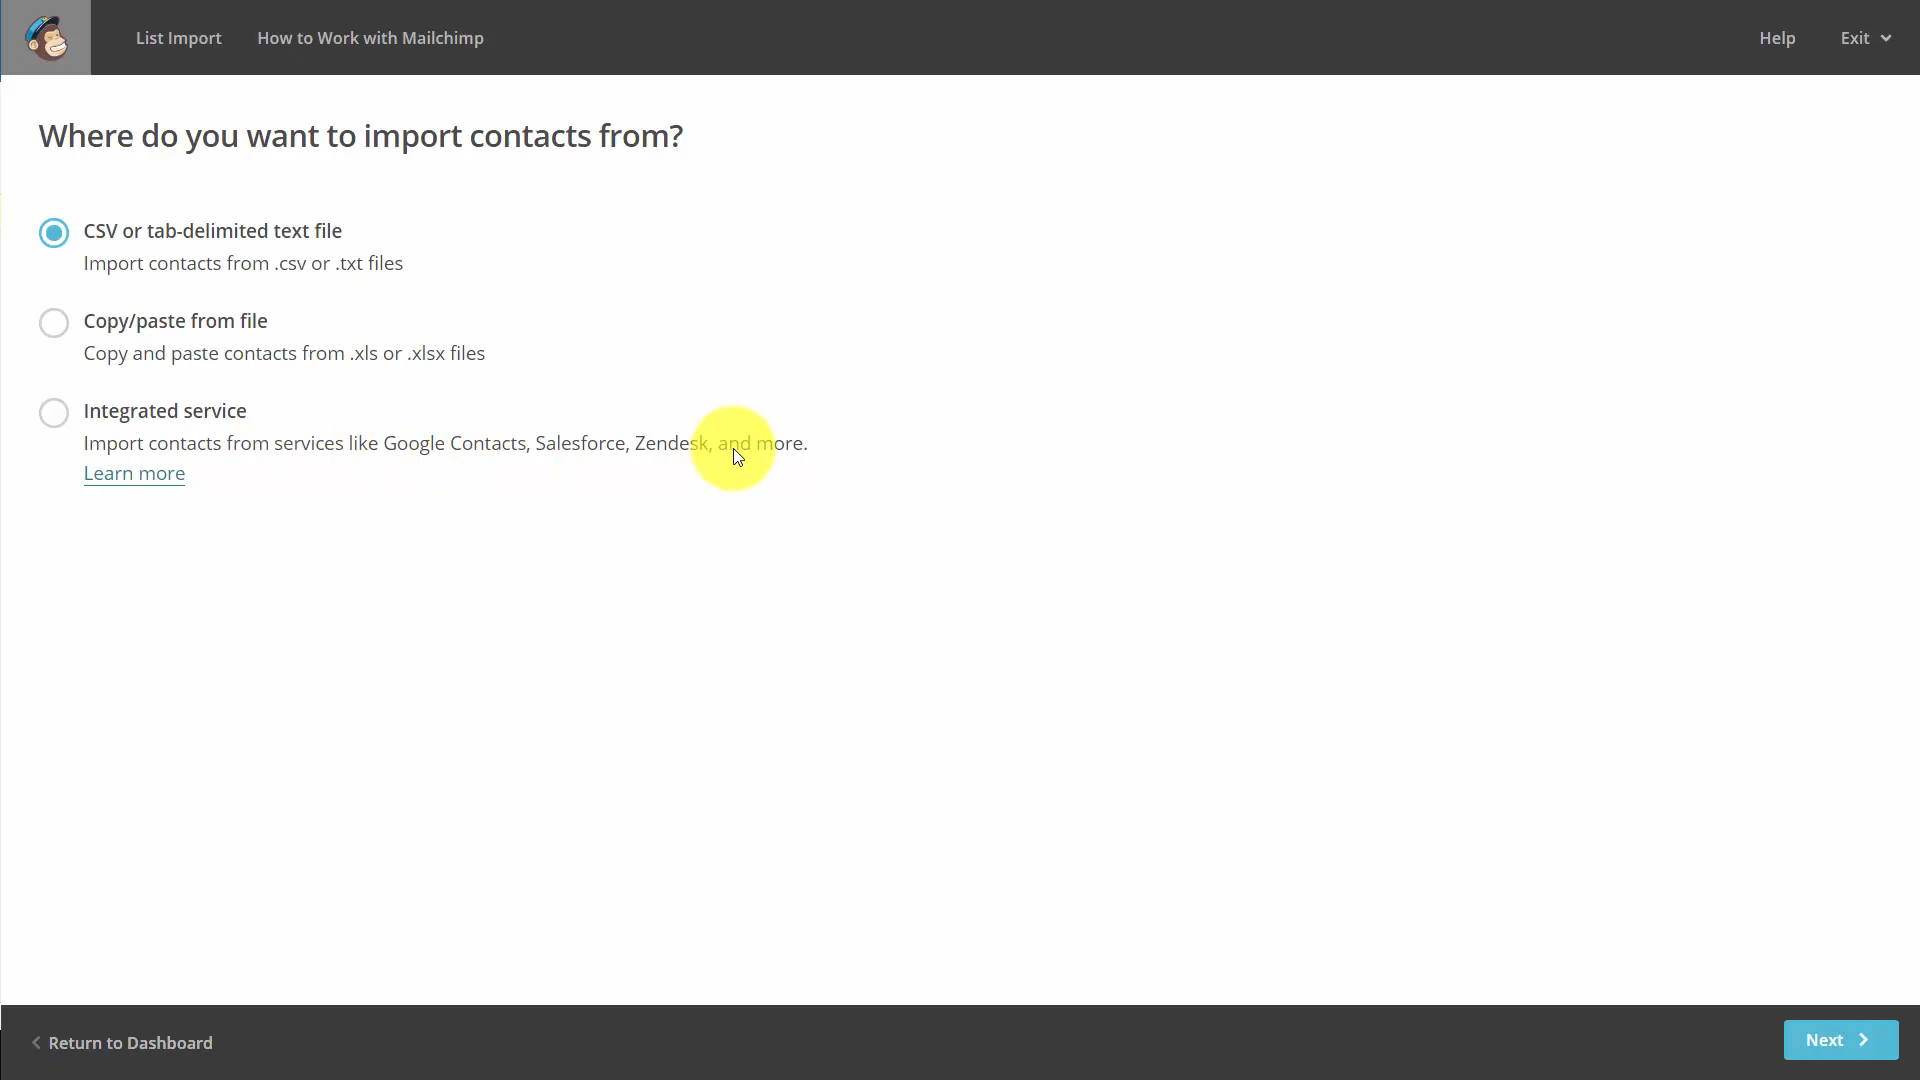 List Import How to Work with Mailchimp Help Exit
Where do you want to import contacts from?
CSV or tab-delimited text file
Import contacts from .csv or .txt files
Copy/paste from file
Copy and paste contacts from .xls or .xlsx files
Integrated service
Import contacts from services like Google Contacts, Salesforce, Zendesk, and more.
Learn more
Return to Dashboard Next